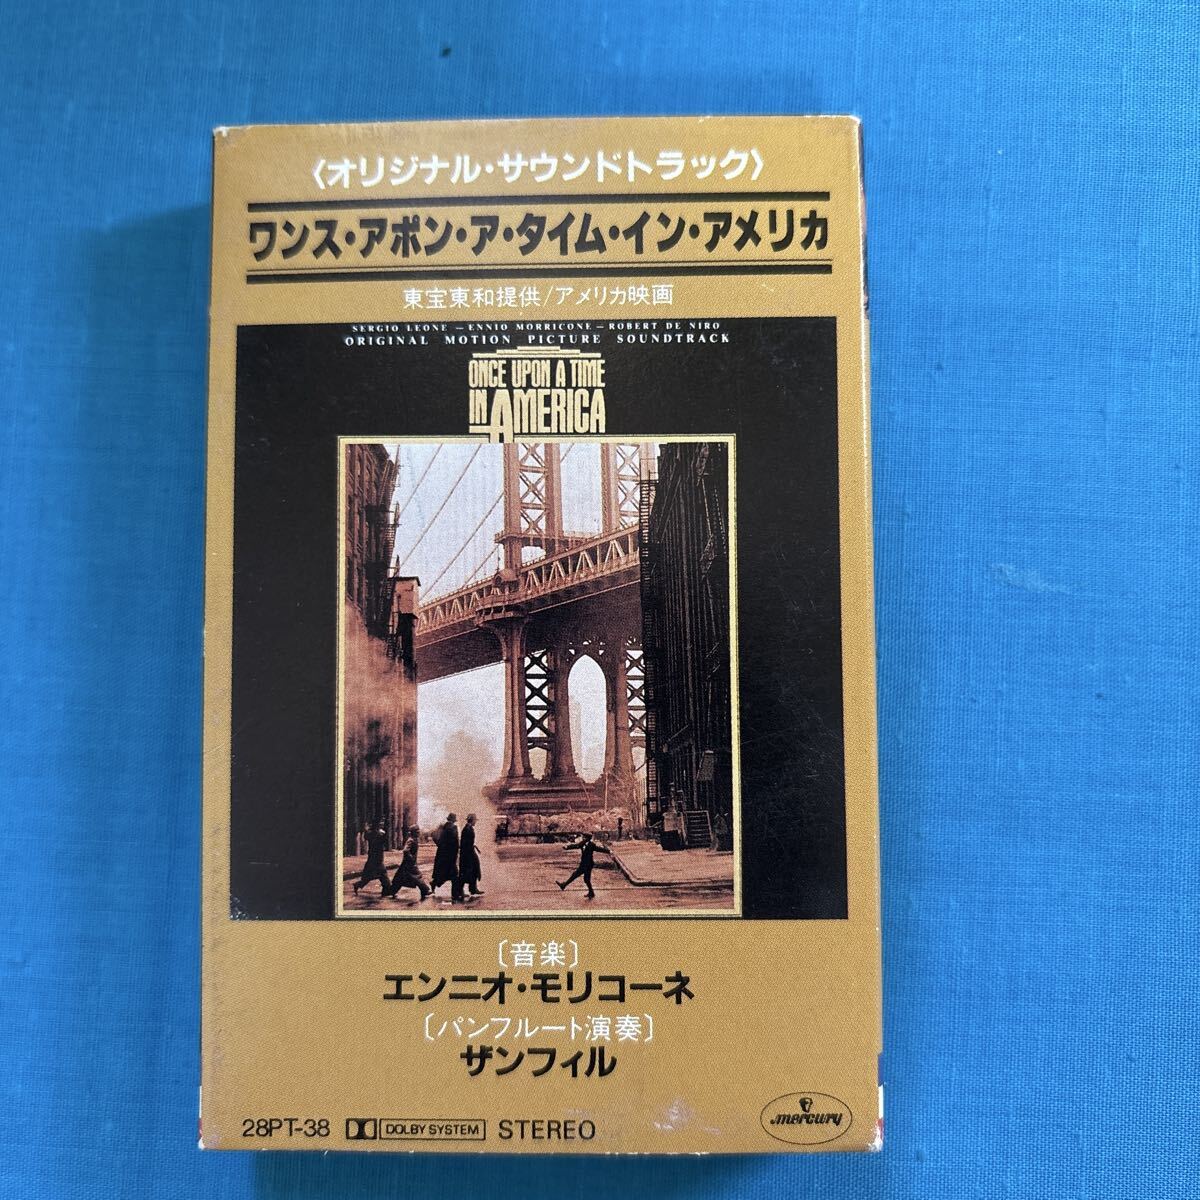 〈オリジナル・サウンドトラック〉
ワンス・アポン・ア・タイム・イン・アメリカ
東宝東和提供/アメリカ映画
SERGIO LEONE – ENNIO MORRICONE – ROBERT DE NIRO
ORIGINAL MOTION PICTURE SOUNDTRACK
ONCE UPON A TIME
IN AMERICA
〔音楽〕
エンニオ・モリコーネ
〔パンフルート演奏〕
ザンフィル
28PT-38 DOLBY SYSTEM STEREO
mercury